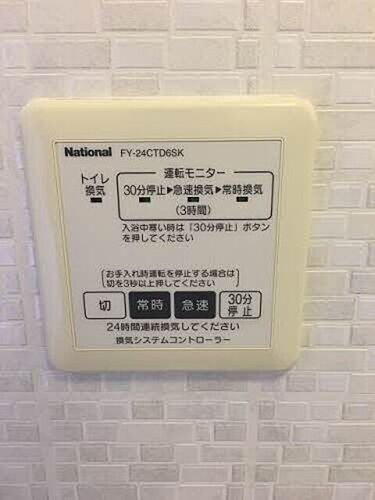 National FY-24CTD6SK
運転モニター
トイレ
換気
30分停止▶急速換気▶常時換気
(3時間)
入浴中寒い時は「30分停止」ボタン
を押してください
お手入れ時運転を停止する場合は
切を3秒以上押してください
切 常時 急速 30分
停止
24時間連続換気してください
換気システムコントローラー